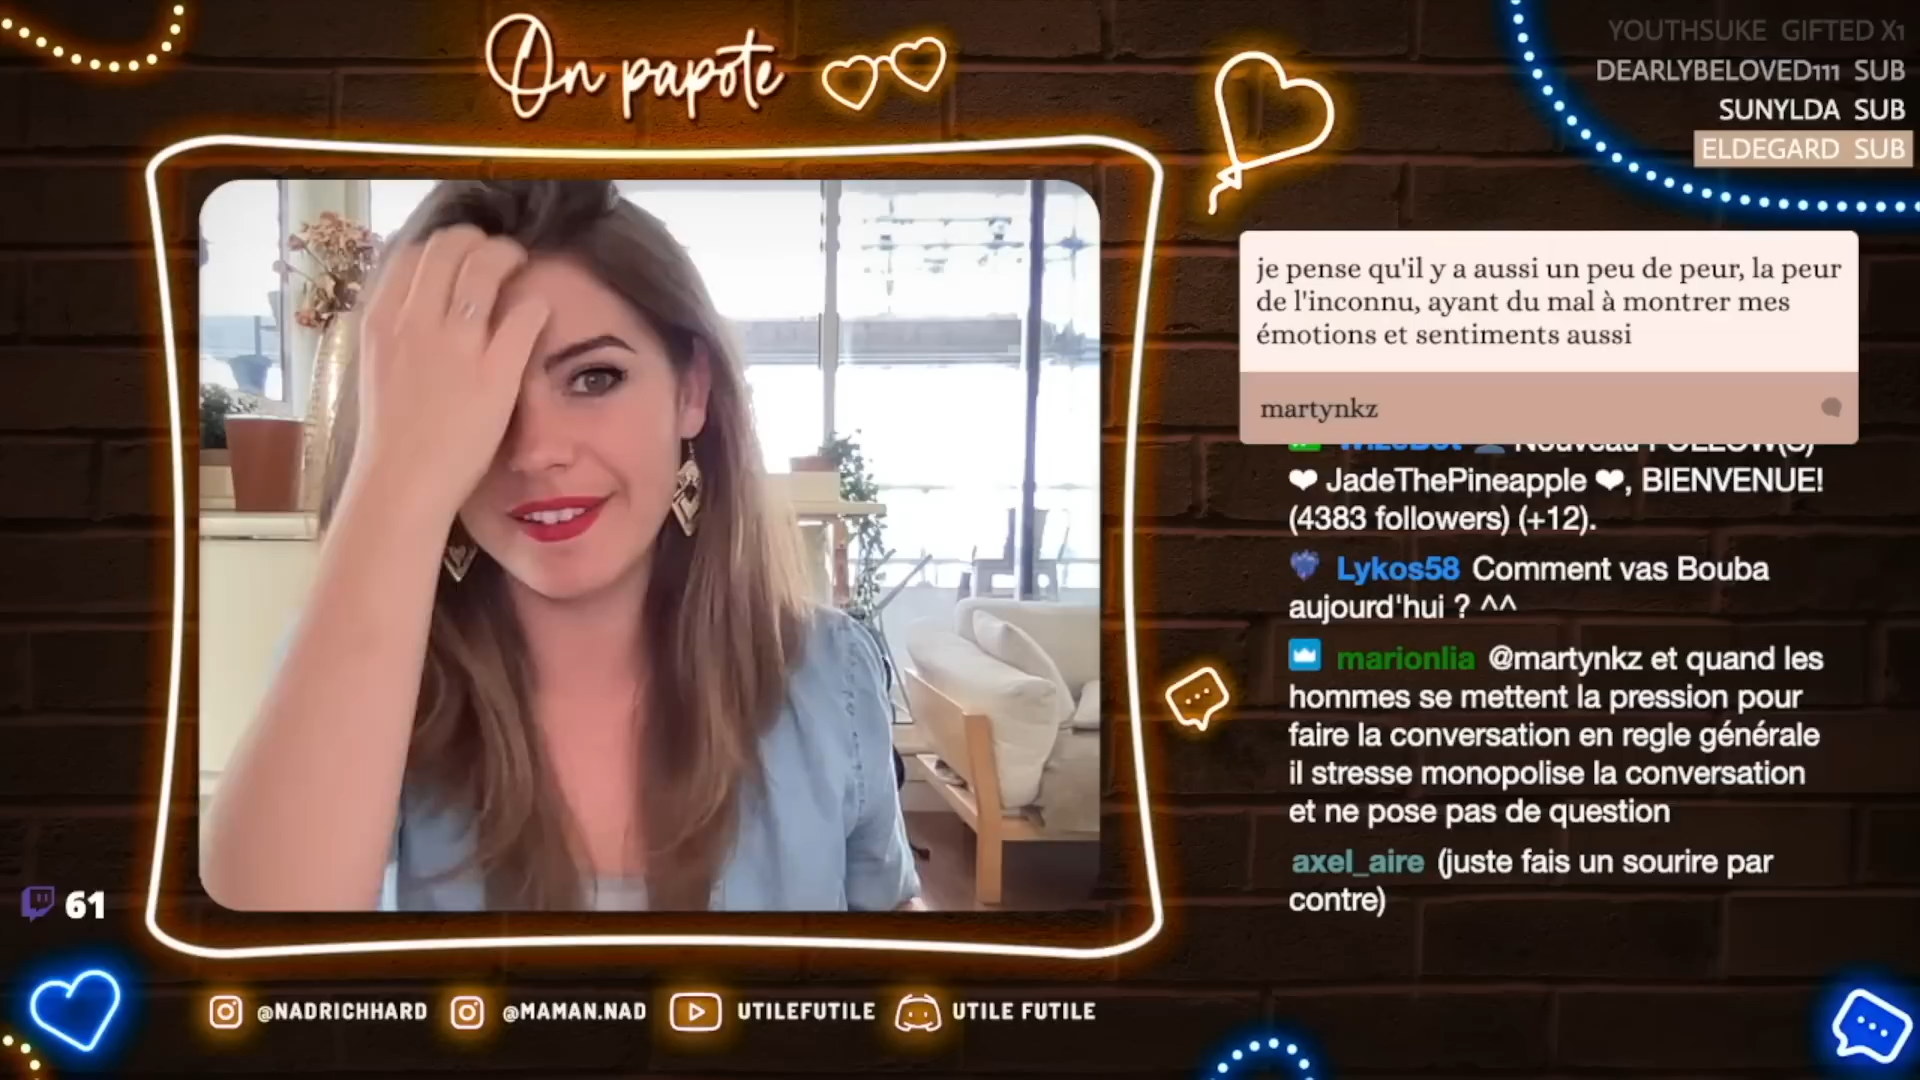 On papote
YOUTHSUKE GIFTED X1
DEARLYBELOVED111 SUB
SUNYLDA SUB
ELDEGARD SUB
je pense qu'il y a aussi un peu de peur, la peur
de l'inconnu, ayant du mal à montrer mes
émotions et sentiments aussi
martynkz
WizeBot Nouveau FOLLOW(S)
❤ JadeThePineapple ❤, BIENVENUE!
(4383 followers) (+12).
Lykos58 Comment vas Bouba
aujourd'hui ? ^^
marionlia @martynkz et quand les
hommes se mettent la pression pour
faire la conversation en regle générale
il stresse monopolise la conversation
et ne pose pas de question
axel_aire (juste fais un sourire par
contre)
61
@NADRICHHARD
@MAMAN.NAD
UTILEFUTILE
UTILE FUTILE